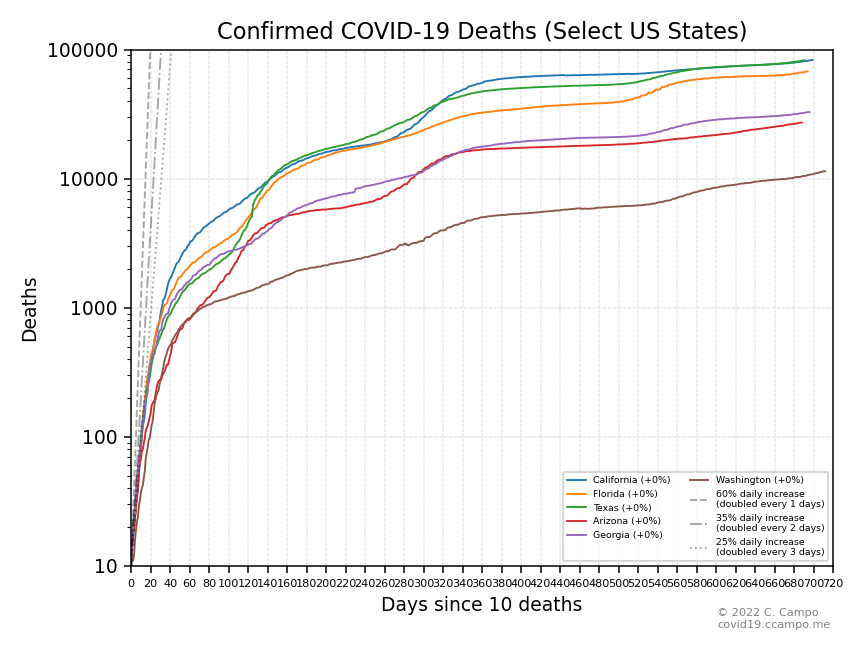 Confirmed COVID-19 Deaths (Select US States)
100000
10000
1000
100
10
Deaths
0 20 40 60 80 100 120 140 160 180 200 220 240 260 280 300 320 340 360 380 400 420 440 460 480 500 520 540 560 580 600 620 640 660 680 700 720
Days since 10 deaths
California (+0%)
Florida (+0%)
Texas (+0%)
Arizona (+0%)
Georgia (+0%)
Washington (+0%)
60% daily increase
(doubled every 1 days)
35% daily increase
(doubled every 2 days)
25% daily increase
(doubled every 3 days)
© 2022 C. Campo
covid19.ccampo.me